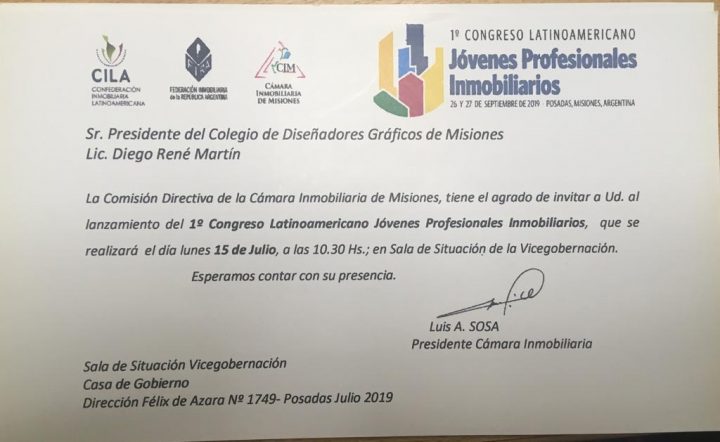 CILA
CONFEDERACIÓN
INMOBILIARIA
LATINOAMERICANA
FEDERACIÓN INMOBILIARIA
de la REPÚBLICA ARGENTINA
CIM
CÁMARA
INMOBILIARIA
DE MISIONES
1º CONGRESO LATINOAMERICANO
Jóvenes Profesionales
Inmobiliarios
26 Y 27 DE SEPTIEMBRE DE 2019 POSADAS, MISIONES, ARGENTINA
Sr. Presidente del Colegio de Diseñadores Gráficos de Misiones
Lic. Diego René Martín
La Comisión Directiva de la Cámara Inmobiliaria de Misiones, tiene el agrado de invitar a Ud. al
lanzamiento del 1º Congreso Latinoamericano Jóvenes Profesionales Inmobiliarios, que se
realizará el día lunes 15 de Julio, a las 10.30 Hs.; en Sala de Situación de la Vicegobernación.
Esperamos contar con su presencia.
Luis A. SOSA
Presidente Cámara Inmobiliaria
Sala de Situación Vicegobernación
Casa de Gobierno
Dirección Félix de Azara Nº 1749- Posadas Julio 2019